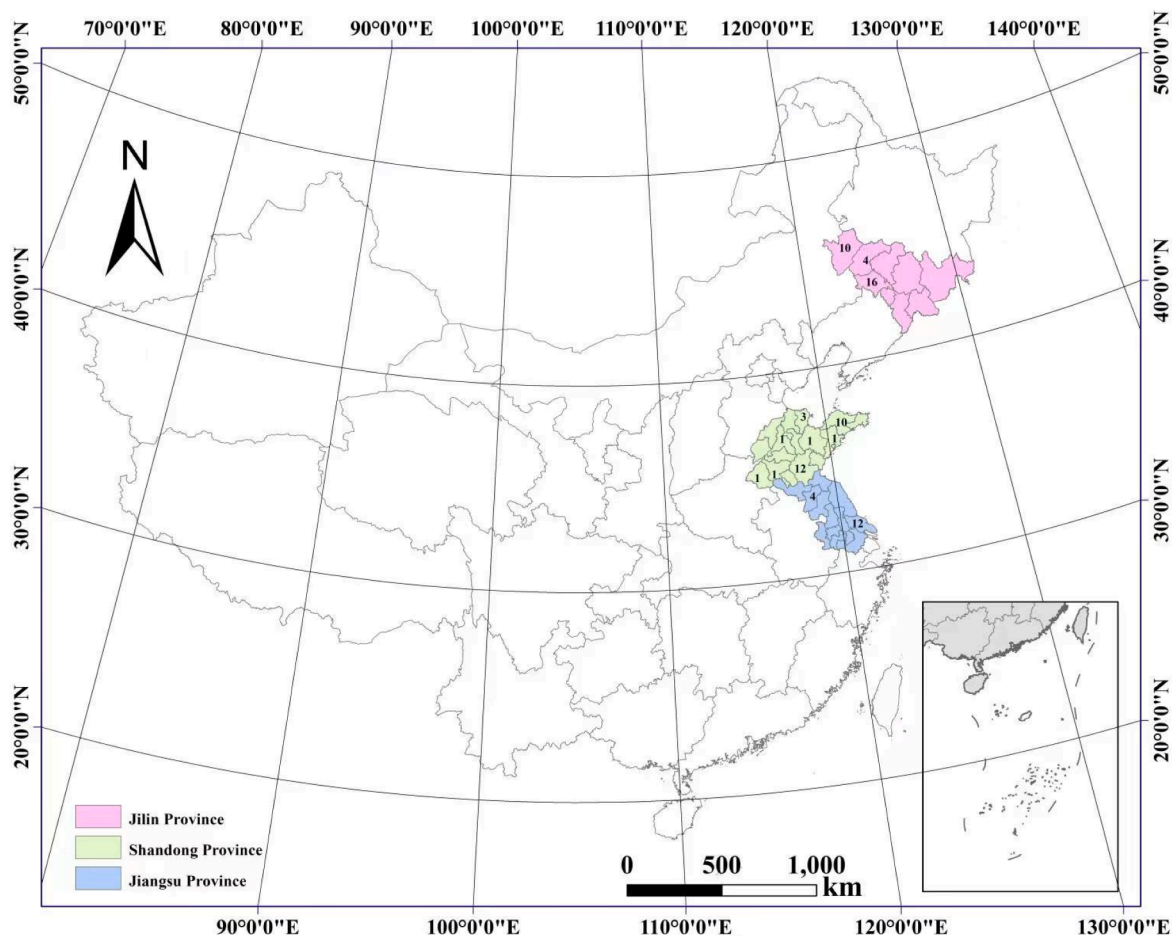 70°0'0"E 80°0'0"E 90°0'0"E 100°0'0"E 110°0'0"E 120°0'0"E 130°0'0"E 140°0'0"E
50°0'0"N
50°0'0"N
N
10
4
16
40°0'0"N
40°0'0"N
3
10
1
1
1
12
1
1
4
12
30°0'0"N
30°0'0"N
20°0'0"N
20°0'0"N
Jilin Province
Shandong Province
Jiangsu Province
0 500 1,000
km
90°0'0"E 100°0'0"E 110°0'0"E 120°0'0"E 130°0'0"E